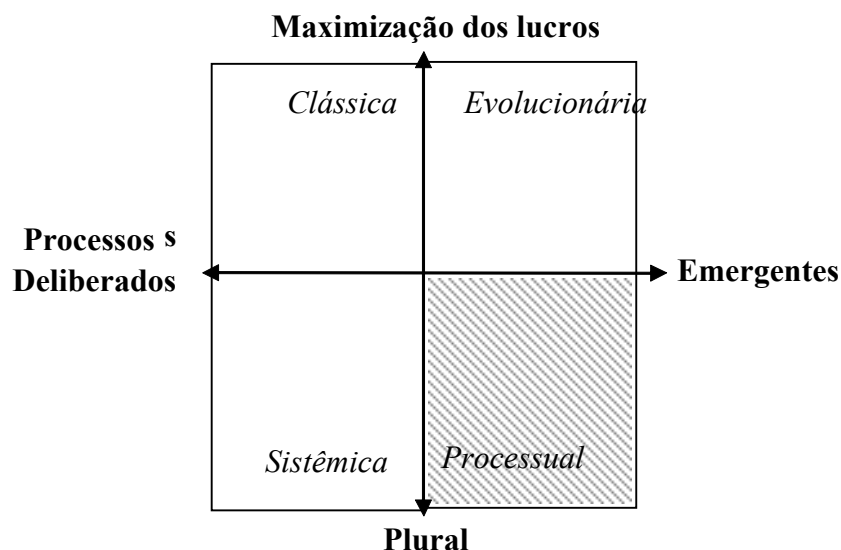 Maximização dos lucros
Clássica
Evolucionária
Processos s
Deliberados
Emergentes
Sistêmica
Processual
Plural